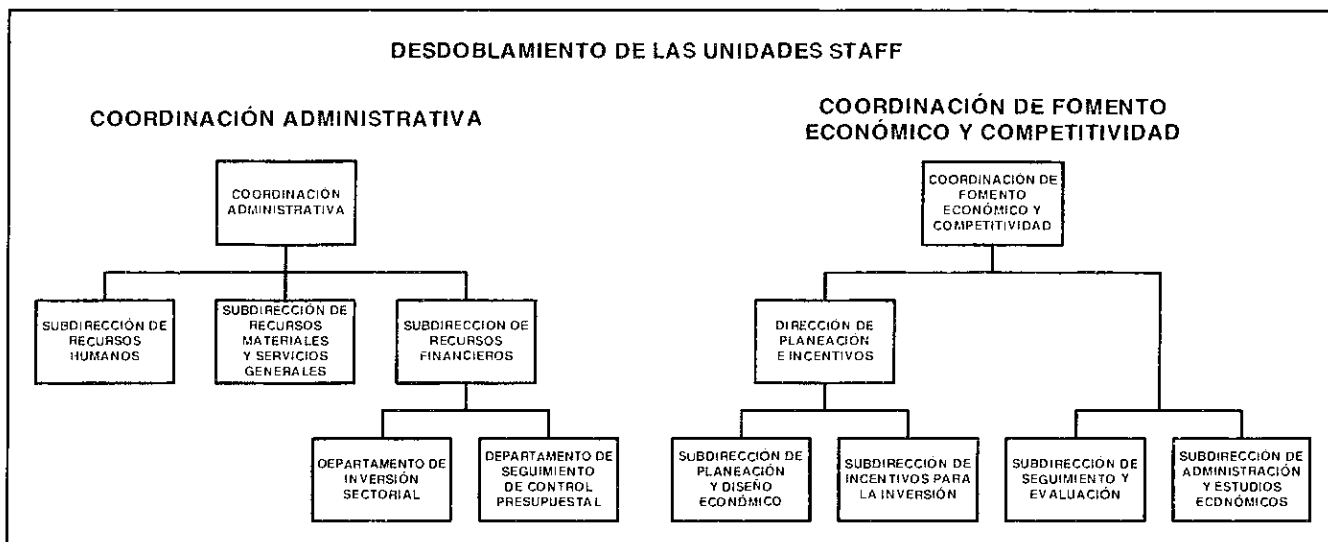 DESDOBLAMIENTO DE LAS UNIDADES STAFF
COORDINACIÓN ADMINISTRATIVA
COORDINACIÓN
ADMINISTRATIVA
SUBDIRECCIÓN DE
RECURSOS
HUMANOS
SUBDIRECCIÓN DE
RECURSOS
MATERIALES
Y SERVICIOS
GENERALES
SUBDIRECCION DE
RECURSOS
FINANCIEROS
DEPARTAMENTO DE
INVERSIÓN
SECTORIAL
DEPARTAMENTO DE
SEGUIMIENTO
DE CONTROL
PRESUPUESTAL
COORDINACIÓN DE FOMENTO
ECONÓMICO Y COMPETITIVIDAD
COORDINACIÓN DE
FOMENTO
ECONÓMICO Y
COMPETITIVIDAD
DIRECCIÓN DE
PLANEACIÓN
E INCENTIVOS
SUBDIRECCIÓN DE
PLANEACIÓN
Y DISEÑO
ECONÓMICO
SUBDIRECCIÓN DE
INCENTIVOS PARA
LA INVERSIÓN
SUBDIRECCIÓN DE
SEGUIMIENTO Y
EVALUACIÓN
SUBDIRECCIÓN DE
ADMINISTRACIÓN
Y ESTUDIOS
ECONÓMICOS